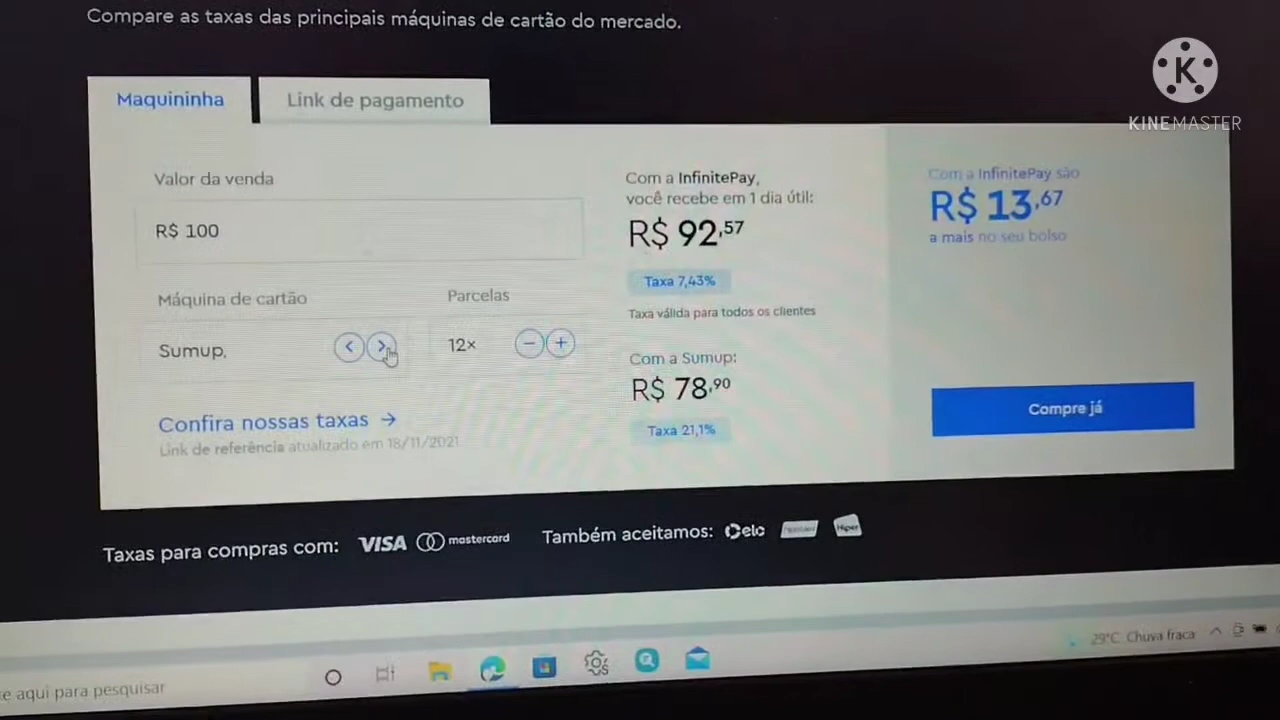 Compare as taxas das principais máquinas de cartão do mercado.
KINEMASTER
Maquininha
Link de pagamento
Valor da venda
R$ 100
Máquina de cartão
Parcelas
Sumup.
12×
Confira nossas taxas →
Link de referência atualizado em 18/11/2021
Com a InfinitePay,
você recebe em 1 dia útil:
R$ 92,57
Taxa 7,43%
Taxa válida para todos os clientes
Com a Sumup:
R$ 78,90
Taxa 21,1%
Com a InfinitePay são
R$ 13,67
a mais no seu bolso
Compre já
Taxas para compras com: VISA mastercard Também aceitamos: elo Hiper
29°C Chuva fraca
e aqui para pesquisar